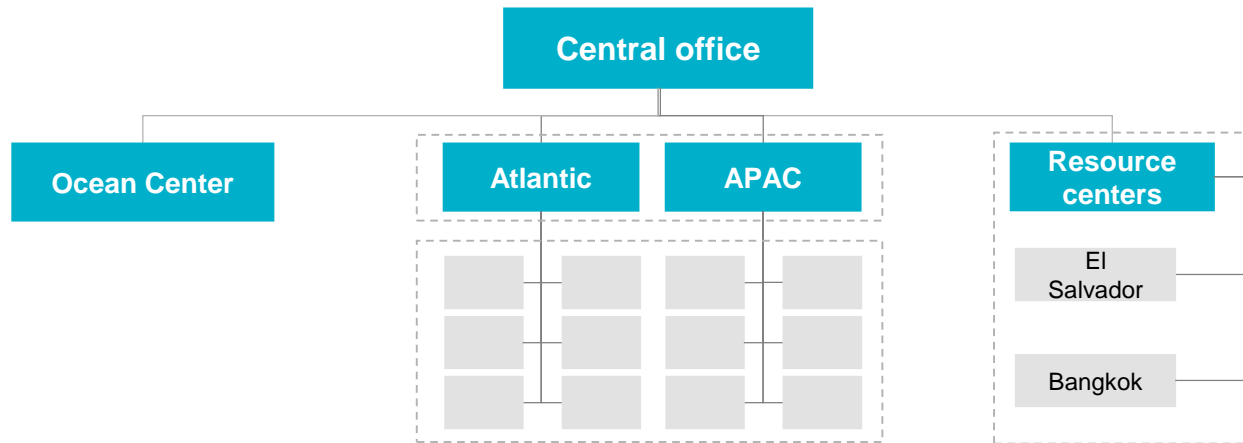 Central office
Ocean Center
Atlantic
APAC
Resource
centers
El
Salvador
Bangkok